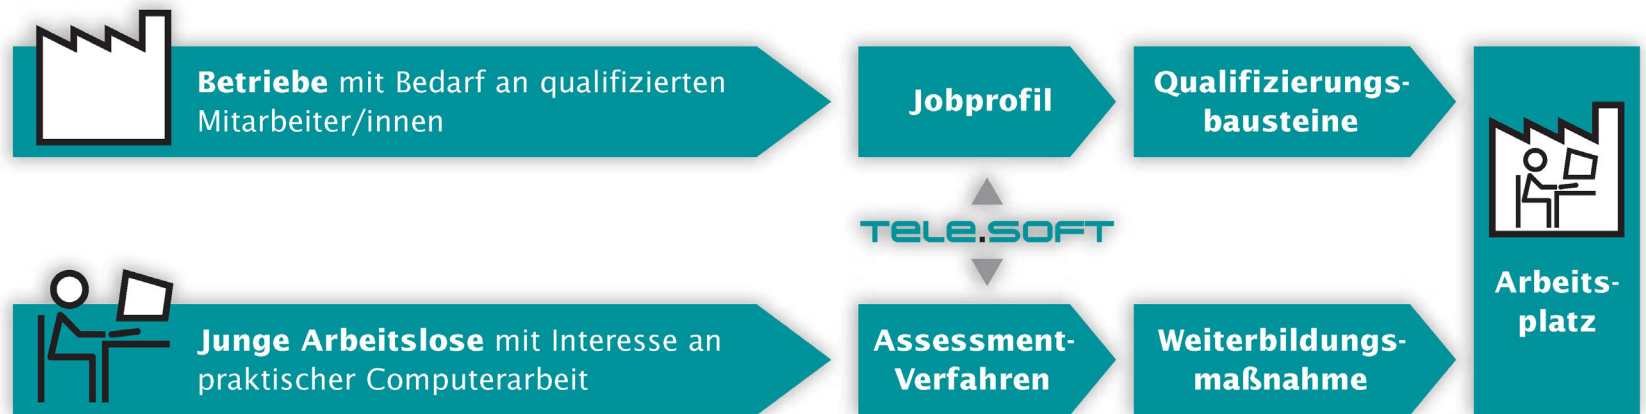 Betriebe mit Bedarf an qualifizierten
Mitarbeiter/innen
Jobprofil
Qualifizierungs-
bausteine
TELE.SOFT
Junge Arbeitslose mit Interesse an
praktischer Computerarbeit
Assessment-
Verfahren
Weiterbildungs-
maßnahme
Arbeits-
platz